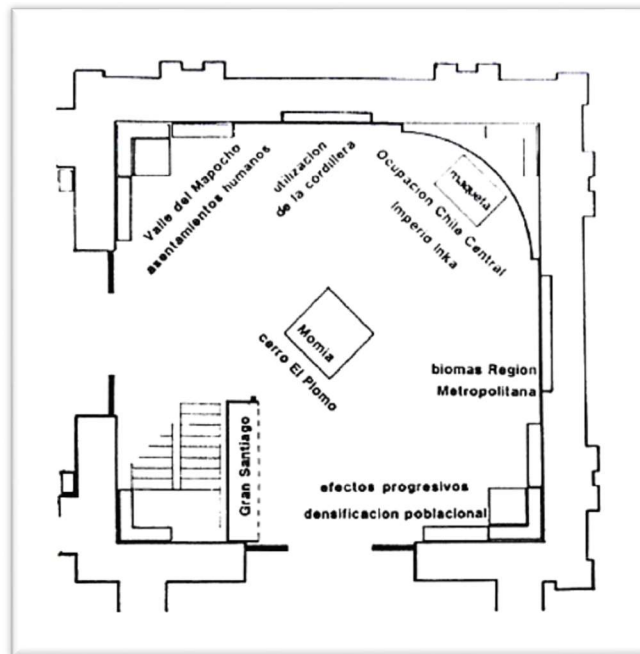 Valle del Mapocho
asentamientos humanos
utilizacion
de la cordillera
maqueta
Ocupacion Chile Central
Imperio Inka
Momia
cerro El Plomo
biomas Region
Metropolitana
Gran Santiago
efectos progresivos
densificacion poblacional